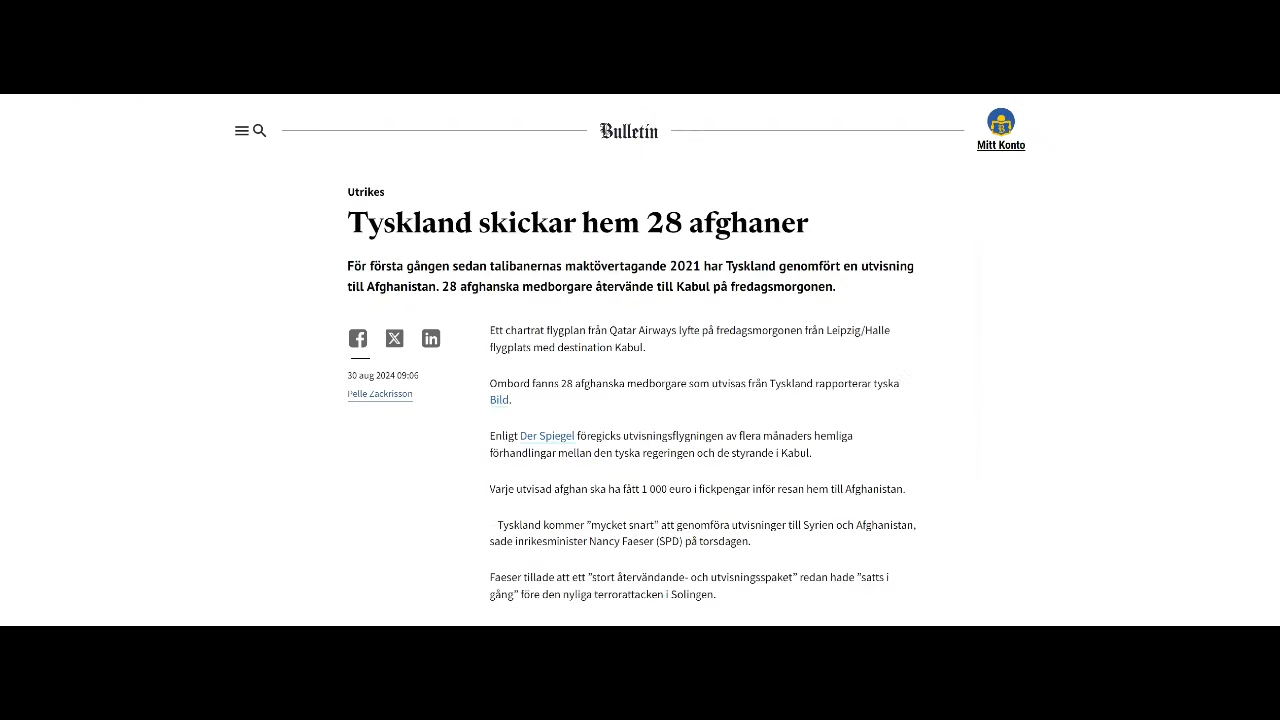 Bulletin
Mitt Konto
Utrikes
Tyskland skickar hem 28 afghaner
För första gången sedan talibanernas maktövertagande 2021 har Tyskland genomfört en utvisning
till Afghanistan. 28 afghanska medborgare återvände till Kabul på fredagsmorgonen.
30 aug 2024 09:06
Pelle Zackrisson
Ett chartrat flygplan från Qatar Airways lyfte på fredagsmorgonen från Leipzig/Halle
flygplats med destination Kabul.
Ombord fanns 28 afghanska medborgare som utvisas från Tyskland rapporterar tyska
Bild.
Enligt Der Spiegel föregicks utvisningsflygningen av flera månaders hemliga
förhandlingar mellan den tyska regeringen och de styrande i Kabul.
Varje utvisad afghan ska ha fått 1 000 euro i fickpengar inför resan hem till Afghanistan.
Tyskland kommer ”mycket snart” att genomföra utvisningar till Syrien och Afghanistan,
sade inrikesminister Nancy Faeser (SPD) på torsdagen.
Faeser tillade att ett ”stort återvändande- och utvisningsspaket” redan hade ”satts i
gång” före den nyliga terrorattacken i Solingen.